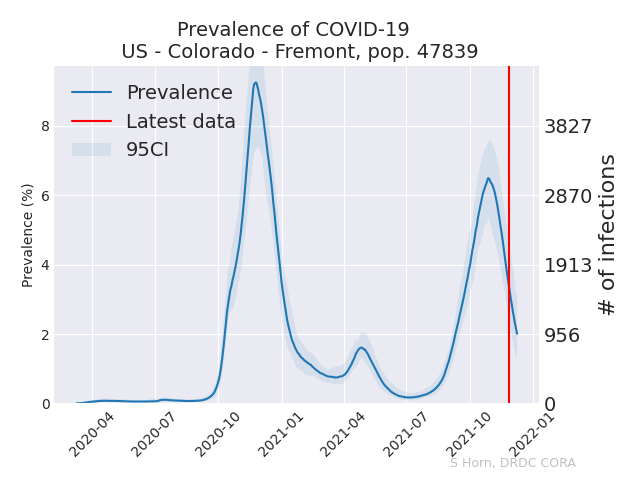 Prevalence of COVID-19
US - Colorado - Fremont, pop. 47839
Prevalence
Latest data
95CI
Prevalence (%)
8
6
4
2
0
3827
2870
1913
956
0
# of infections
2020-04
2020-07
2020-10
2021-01
2021-04
2021-07
2021-10
2022-01
S Horn, DRDC CORA